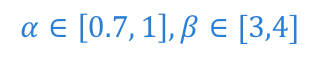 α ∈ [0.7, 1], β ∈ [3,4]